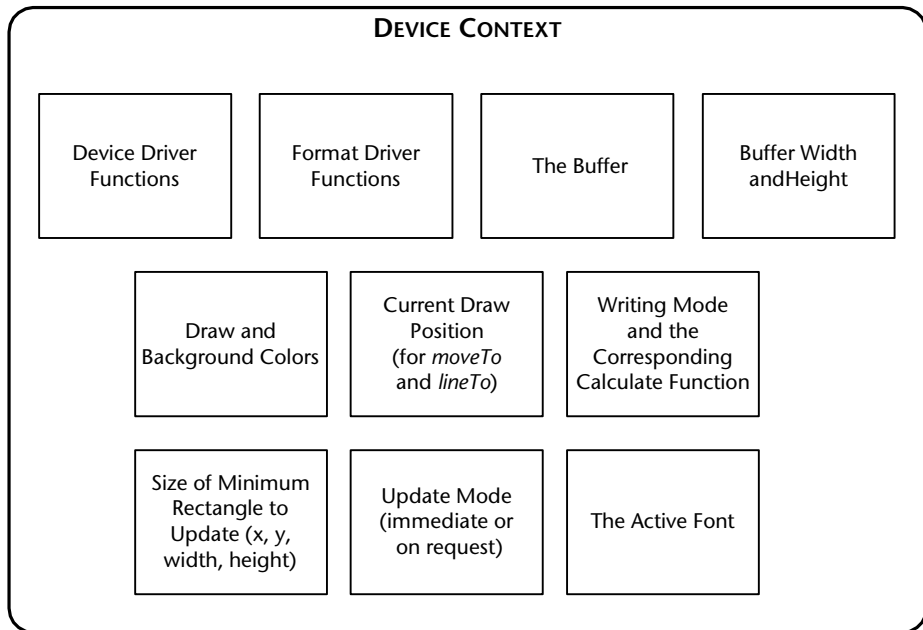 DEVICE CONTEXT
Device Driver
Functions
Format Driver
Functions
The Buffer
Buffer Width
andHeight
Draw and
Background Colors
Current Draw
Position
(for moveTo
and lineTo)
Writing Mode
and the
Corresponding
Calculate Function
Size of Minimum
Rectangle to
Update (x, y,
width, height)
Update Mode
(immediate or
on request)
The Active Font